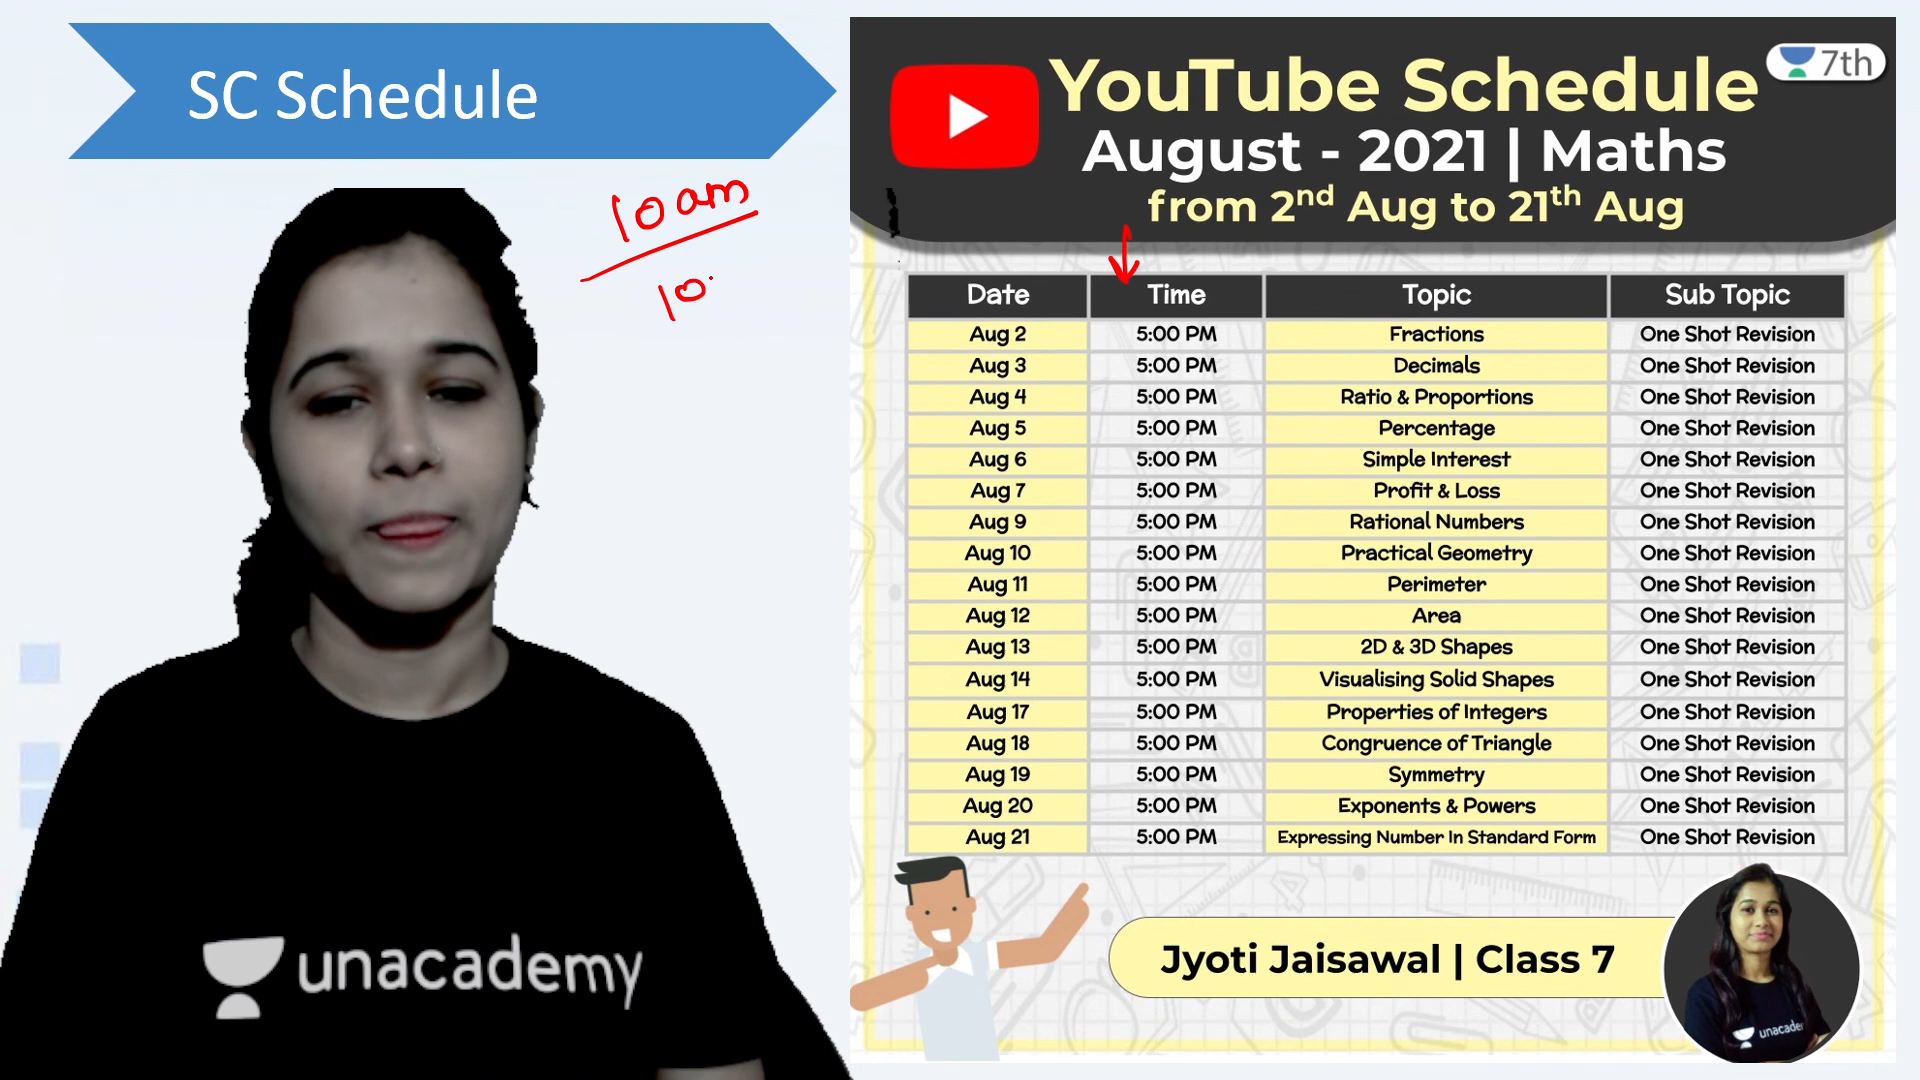 SC Schedule
10 am
10.
unacademy
7th
YouTube Schedule
August - 2021 | Maths
from 2nd Aug to 21th Aug
Date Time Topic Sub Topic
Aug 2 5:00 PM Fractions One Shot Revision
Aug 3 5:00 PM Decimals One Shot Revision
Aug 4 5:00 PM Ratio & Proportions One Shot Revision
Aug 5 5:00 PM Percentage One Shot Revision
Aug 6 5:00 PM Simple Interest One Shot Revision
Aug 7 5:00 PM Profit & Loss One Shot Revision
Aug 9 5:00 PM Rational Numbers One Shot Revision
Aug 10 5:00 PM Practical Geometry One Shot Revision
Aug 11 5:00 PM Perimeter One Shot Revision
Aug 12 5:00 PM Area One Shot Revision
Aug 13 5:00 PM 2D & 3D Shapes One Shot Revision
Aug 14 5:00 PM Visualising Solid Shapes One Shot Revision
Aug 17 5:00 PM Properties of Integers One Shot Revision
Aug 18 5:00 PM Congruence of Triangle One Shot Revision
Aug 19 5:00 PM Symmetry One Shot Revision
Aug 20 5:00 PM Exponents & Powers One Shot Revision
Aug 21 5:00 PM Expressing Number In Standard Form One Shot Revision
Jyoti Jaisawal | Class 7
unacademy